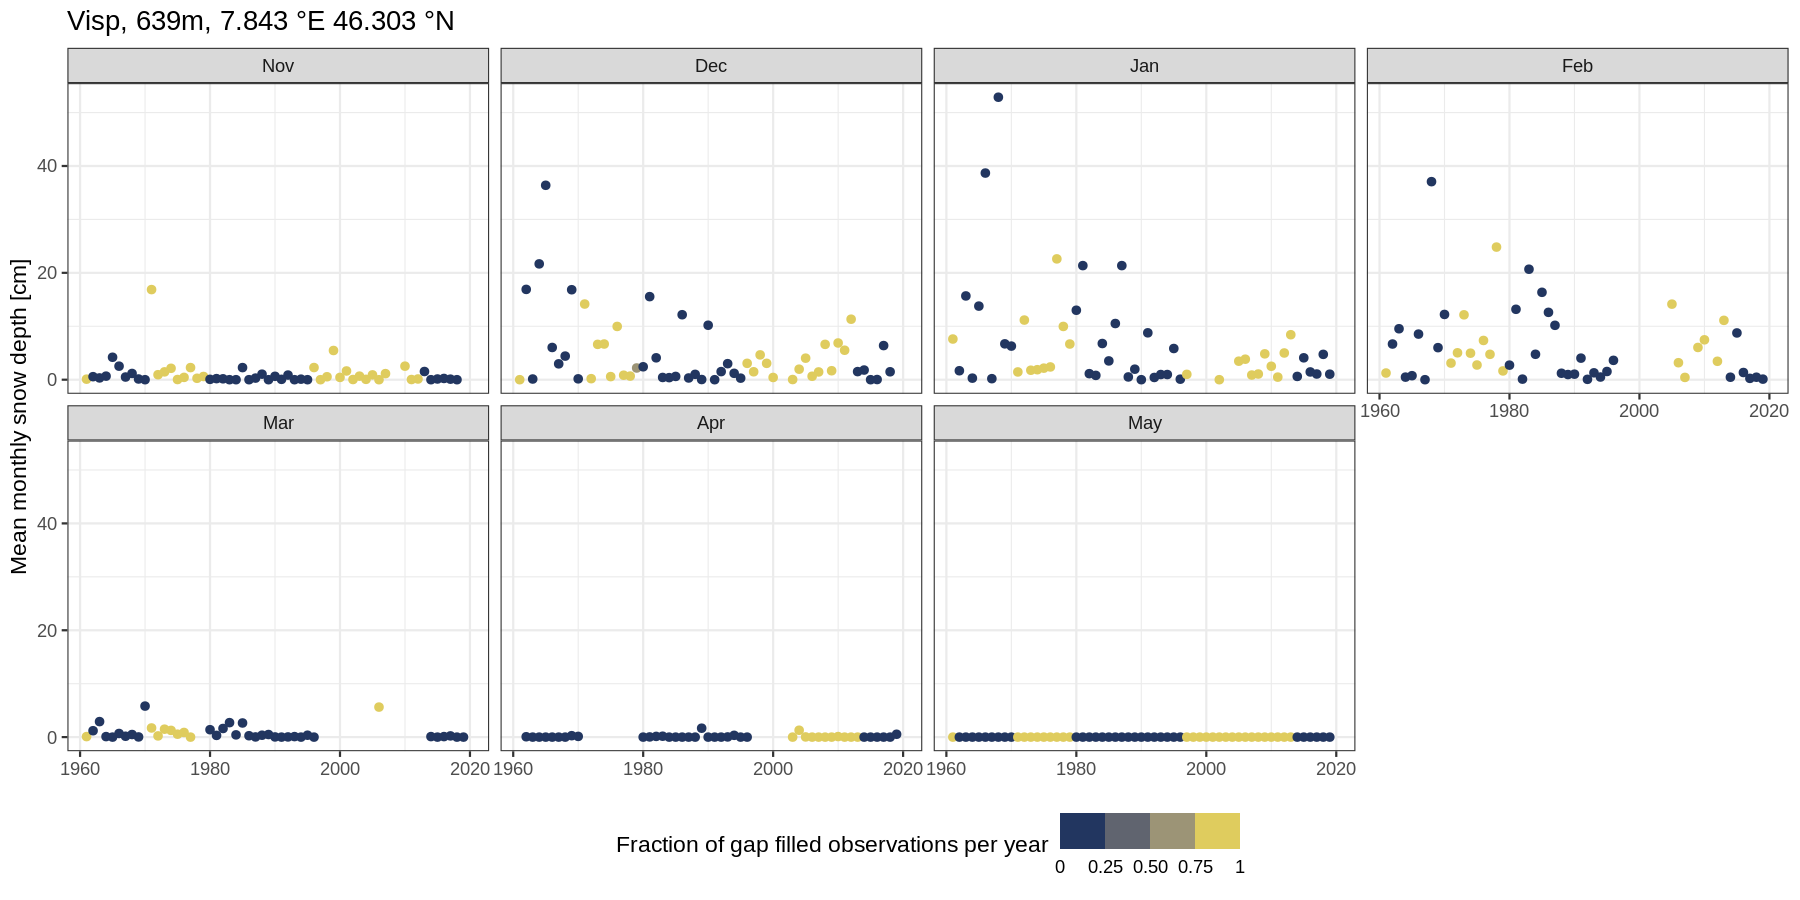 Visp, 639m, 7.843 °E 46.303 °N
Nov
Dec
Jan
Feb
40
20
0
1960 1980 2000 2020
Mar
Apr
May
40
20
0
1960 1980 2000 2020 1960 1980 2000 2020 1960 1980 2000 2020
Mean monthly snow depth [cm]
Fraction of gap filled observations per year
0 0.25 0.50 0.75 1